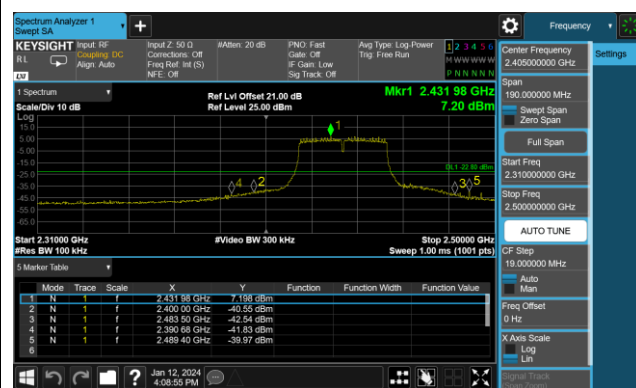 Spectrum Analyzer 1
Swept SA
Frequency
KEYSIGHT
RL
LXI
Input: RF
Coupling: DC
Align: Auto
Input Z: 50 Ω
Corrections: Off
Freq Ref: Int (S)
NFE: Off
#Atten: 20 dB
PNO: Fast
Gate: Off
IF Gain: Low
Sig Track: Off
Avg Type: Log-Power
Trig: Free Run
1 2 3 4 5 6
M W W W W W
P N N N N N
1 Spectrum
Scale/Div 10 dB
Ref Lvl Offset 21.00 dB
Ref Level 25.00 dBm
Mkr1 2.431 98 GHz
7.20 dBm
Log
15.0
5.00
-5.00
-15.0
-25.0
-35.0
-45.0
-55.0
-65.0
1
DL1 -22.80 dBm
4 2
3 5
Start 2.31000 GHz
#Res BW 100 kHz
#Video BW 300 kHz
Stop 2.50000 GHz
Sweep 1.00 ms (1001 pts)
5 Marker Table
Mode Trace Scale X Y Function Function Width Function Value
1 N 1 f 2.431 98 GHz 7.198 dBm
2 N 1 f 2.400 00 GHz -40.55 dBm
3 N 1 f 2.483 50 GHz -42.54 dBm
4 N 1 f 2.390 68 GHz -41.83 dBm
5 N 1 f 2.489 40 GHz -39.97 dBm
6
Jan 12, 2024
4:08:55 PM
Center Frequency
2.405000000 GHz
Span
190.000000 MHz
Swept Span
Zero Span
Full Span
Start Freq
2.310000000 GHz
Stop Freq
2.500000000 GHz
AUTO TUNE
CF Step
19.000000 MHz
Auto
Man
Freq Offset
0 Hz
X Axis Scale
Log
Lin
Signal Track
(Span Zoom)
Settings